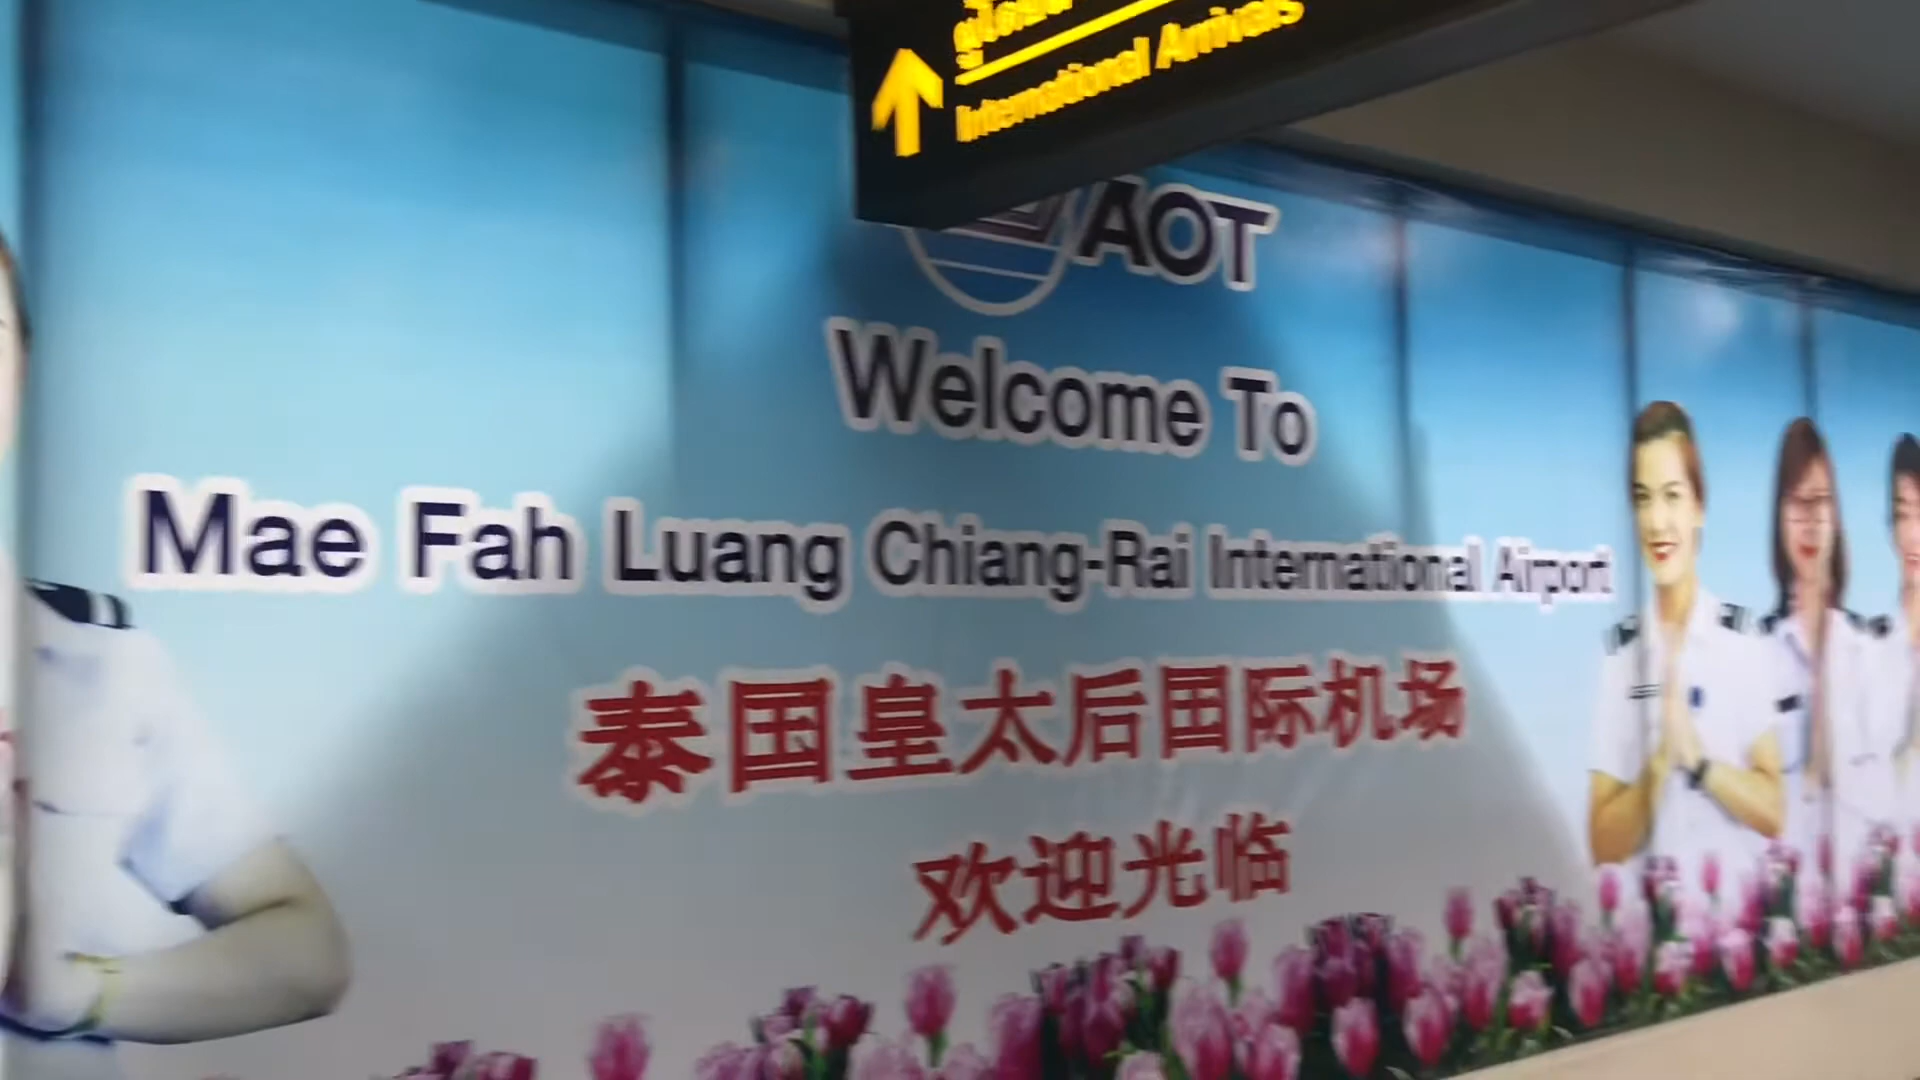 International Arrivals
AOT
Welcome To
Mae Fah Luang Chiang-Rai International Airport
泰国皇太后国际机场
欢迎光临